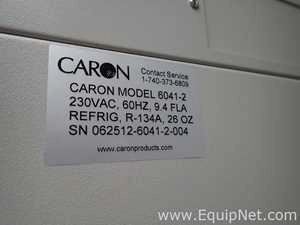 CARON
Contact Service
1-740-373-6809
CARON MODEL 6041-2
230VAC, 60HZ, 9.4 FLA
REFRIG, R-134A, 26 OZ
SN 062512-6041-2-004
www.caronproducts.com
www.EquipNet.com